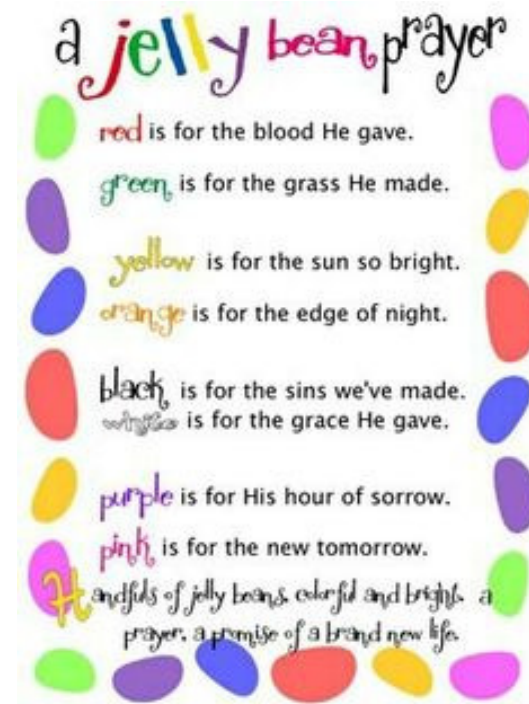 a jelly bean prayer
red is for the blood He gave.
green is for the grass He made.
yellow is for the sun so bright.
orange is for the edge of night.
black is for the sins we've made.
white is for the grace He gave.
purple is for His hour of sorrow.
pink is for the new tomorrow.
Handfuls of jelly beans, colorful and bright, a
prayer, a promise of a brand new life.